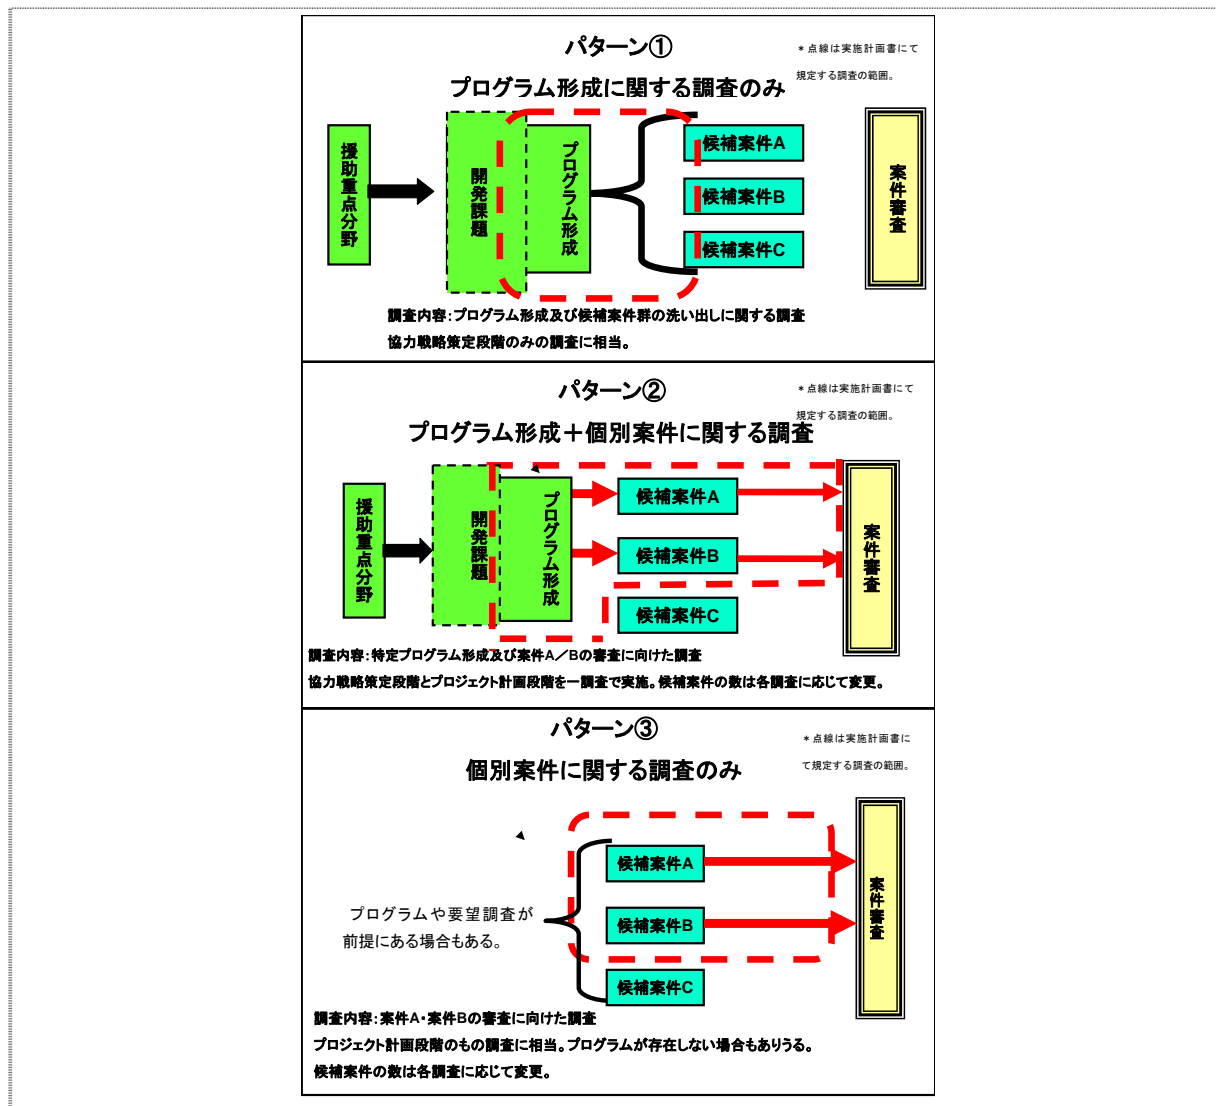 パターン①
＊点線は実施計画書にて
規定する調査の範囲。
プログラム形成に関する調査のみ
援助重点分野
開発課題
プログラム形成
候補案件A
候補案件B
候補案件C
案件審査
調査内容：プログラム形成及び候補案件群の洗い出しに関する調査
協力戦略策定段階のみの調査に相当。
パターン②
＊点線は実施計画書にて
規定する調査の範囲。
プログラム形成＋個別案件に関する調査
援助重点分野
開発課題
プログラム形成
候補案件A
候補案件B
候補案件C
案件審査
調査内容：特定プログラム形成及び案件A／Bの審査に向けた調査
協力戦略策定段階とプロジェクト計画段階を一調査で実施。候補案件の数は各調査に応じて変更。
パターン③
＊点線は実施計画書に
て規定する調査の範囲。
個別案件に関する調査のみ
候補案件A
候補案件B
候補案件C
案件審査
プログラムや要望調査が
前提にある場合もある。
調査内容：案件A・案件Bの審査に向けた調査
プロジェクト計画段階のもの調査に相当。プログラムが存在しない場合もありうる。
候補案件の数は各調査に応じて変更。